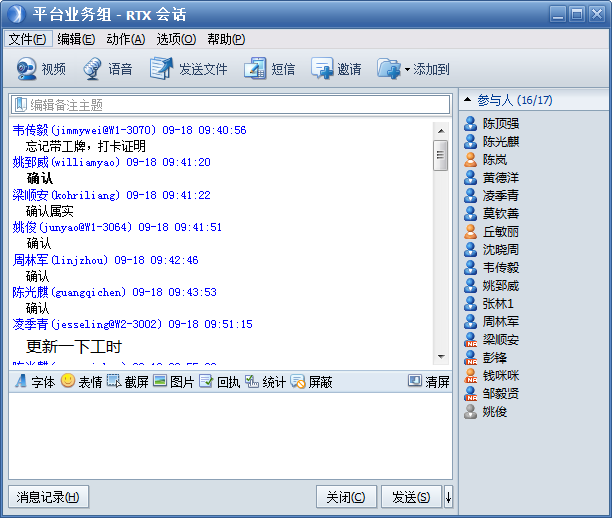 平台业务组 - RTX 会话
文件(F) 编辑(E) 动作(A) 选项(O) 帮助(P)
视频 语音 发送文件 短信 邀请 添加到
编辑备注主题
韦传毅(jimmywei@W1-3070) 09-18 09:40:56
忘记带工牌，打卡证明
姚郅威(williamyao) 09-18 09:41:20
确认
梁顺安(kohriliang) 09-18 09:41:22
确认属实
姚俊(junyao@W1-3064) 09-18 09:41:51
确认
周林军(linjzhou) 09-18 09:42:46
确认
陈光麒(guangqichen) 09-18 09:43:53
确认
凌季青(jesseling@W2-3002) 09-18 09:51:15
更新一下工时
字体 表情 截屏 图片 回执 统计 屏蔽 清屏
消息记录(H) 关闭(C) 发送(S)
参与人 (16/17)
陈顶强
陈光麒
陈岚
黄德洋
凌季青
莫钦善
丘敏丽
沈晓周
韦传毅
姚郅威
张林1
周林军
梁顺安
彭锋
钱咪咪
邹毅贤
姚俊